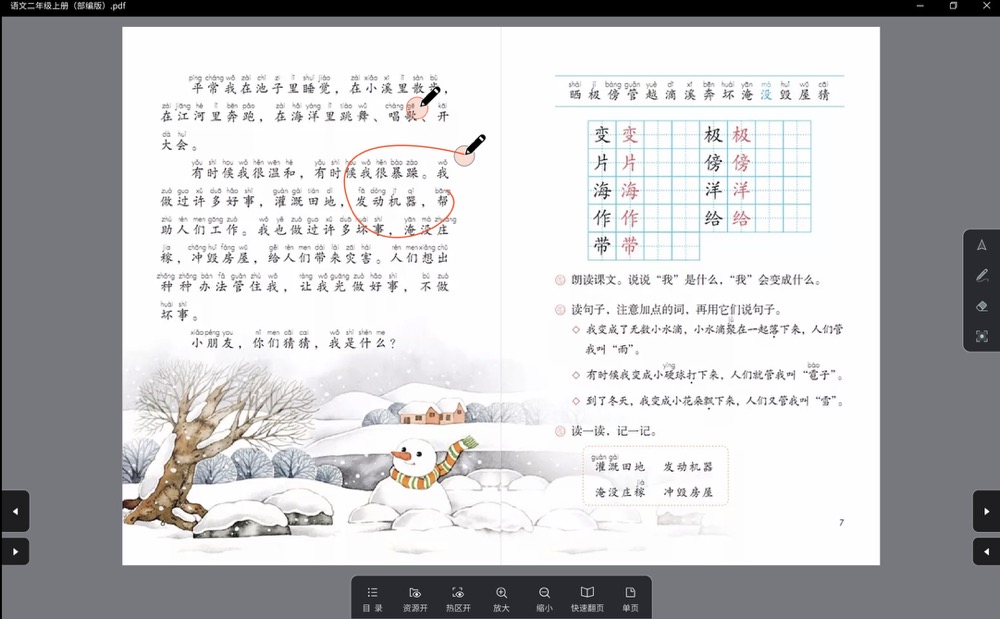 语文二年级上册（部编版）.pdf
píng cháng wǒ zài chí zi lǐ shuì jiào zài xiǎo xī lǐ sàn bù
平常我在池子里睡觉，在小溪里散步，
zài jiāng hé lǐ bēn pǎo zài hǎi yáng lǐ tiào wǔ chàng gē kāi
在江河里奔跑，在海洋里跳舞、唱歌、开
dà huì
大会。
yǒu shí hou wǒ hěn wēn hé yǒu shí hou wǒ hěn bào zào wǒ
有时候我很温和，有时候我很暴躁。我
zuò guo xǔ duō hǎo shì guàn gài tián dì fā dòng jī qì bāng
做过许多好事，灌溉田地，发动机器，帮
zhù rén men gōng zuò wǒ yě zuò guo xǔ duō huài shì yān mò zhuāng
助人们工作。我也做过许多坏事，淹没庄
jia chōng huǐ fáng wū gěi rén men dài lái zāi hài rén men xiǎng chū
稼，冲毁房屋，给人们带来灾害。人们想出
zhǒng zhǒng bàn fǎ guǎn zhù wǒ ràng wǒ guāng zuò hǎo shì bú zuò
种种办法管住我，让我光做好事，不做
huài shì
坏事。
xiǎo péng you nǐ men cāi cai wǒ shì shén me
小朋友，你们猜猜，我是什么？
shài jí bàng guǎn yuè dī xī bēn huài yān mò huǐ wū cāi
晒极傍管越滴溪奔坏淹没毁屋猜
变变 极极
片片 傍傍
海海 洋洋
作作 给给
带带
朗读课文。说说“我”是什么，“我”会变成什么。
读句子，注意加点的词，再用它们说句子。
jù
◇ 我变成了无数小水滴，小水滴聚在一起落下来，人们管
我叫“雨”。
yìng báo
◇ 有时候我变成小硬球打下来，人们就管我叫“雹子”。
◇ 到了冬天，我变成小花朵飘下来，人们又管我叫“雪”。
读一读，记一记。
guàn gài
灌溉田地 发动机器
jia
淹没庄稼 冲毁房屋
7
目录 资源开 热区开 放大 缩小 快速翻页 单页